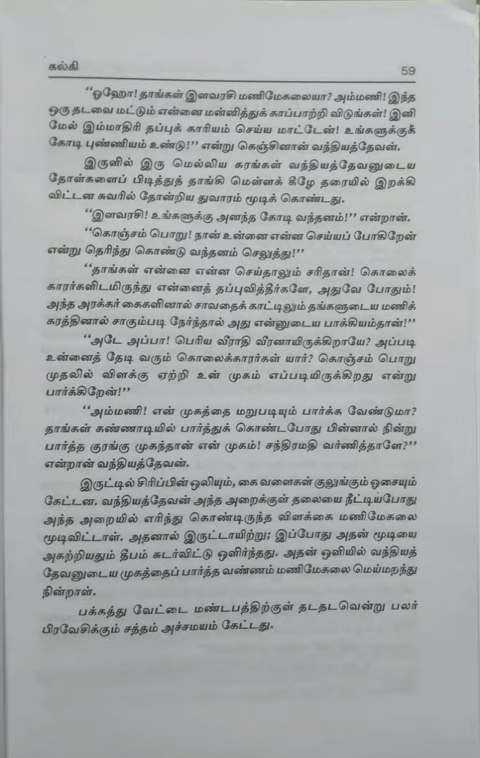 கல்கி
59
“ஓஹோ! தாங்கள் இளவரசி மணிமேகலையா? அம்மணி! இந்த
ஒரு தடவை மட்டும் என்னை மன்னித்துக் காப்பாற்றி விடுங்கள்! இனி
மேல் இம்மாதிரி தப்புக் காரியம் செய்ய மாட்டேன்! உங்களுக்குக்
கோடி புண்ணியம் உண்டு!” என்று கெஞ்சினான் வந்தியத்தேவன்.
இருளில் இரு மெல்லிய கரங்கள் வந்தியத்தேவனுடைய
தோள்களைப் பிடித்துத் தாங்கி மெள்ளக் கீழே தரையில் இறக்கி
விட்டன சுவரில் தோன்றிய துவாரம் மூடிக் கொண்டது.
“இளவரசி! உங்களுக்கு அனந்த கோடி வந்தனம்!” என்றான்.
“கொஞ்சம் பொறு! நான் உன்னை என்ன செய்யப் போகிறேன்
என்று தெரிந்து கொண்டு வந்தனம் செலுத்து!”
“தாங்கள் என்னை என்ன செய்தாலும் சரிதான்! கொலைக்
காரர்களிடமிருந்து என்னைத் தப்புவித்தீர்களே, அதுவே போதும்!
அந்த அரக்கர் கைகளினால் சாவதைக் காட்டிலும் தங்களுடைய மணிக்
கரத்தினால் சாகும்படி நேர்ந்தால் அது என்னுடைய பாக்கியம்தான்!”
“அடே அப்பா! பெரிய வீராதி வீரனாயிருக்கிறாயே? அப்படி
உன்னைத் தேடி வரும் கொலைக்காரர்கள் யார்? கொஞ்சம் பொறு
முதலில் விளக்கு ஏற்றி உன் முகம் எப்படியிருக்கிறது என்று
பார்க்கிறேன்!”
“அம்மணி! என் முகத்தை மறுபடியும் பார்க்க வேண்டுமா?
தாங்கள் கண்ணாடியில் பார்த்துக் கொண்டபோது பின்னால் நின்று
பார்த்த குரங்கு முகந்தான் என் முகம்! சந்திரமதி வர்ணித்தாளே?”
என்றான் வந்தியத்தேவன்.
இருட்டில் சிரிப்பின் ஒலியும், கை வளைகள் குலுங்கும் ஓசையும்
கேட்டன. வந்தியத்தேவன் அந்த அறைக்குள் தலையை நீட்டியபோது
அந்த அறையில் எரிந்து கொண்டிருந்த விளக்கை மணிமேகலை
மூடிவிட்டாள். அதனால் இருட்டாயிற்று; இப்போது அதன் மூடியை
அகற்றியதும் தீபம் சுடர்விட்டு ஒளிர்ந்தது. அதன் ஒளியில் வந்தியத்
தேவனுடைய முகத்தைப் பார்த்த வண்ணம் மணிமேகலை மெய்மறந்து
நின்றாள்.
பக்கத்து வேட்டை மண்டபத்திற்குள் தடதடவென்று பலர்
பிரவேசிக்கும் சத்தம் அச்சமயம் கேட்டது.